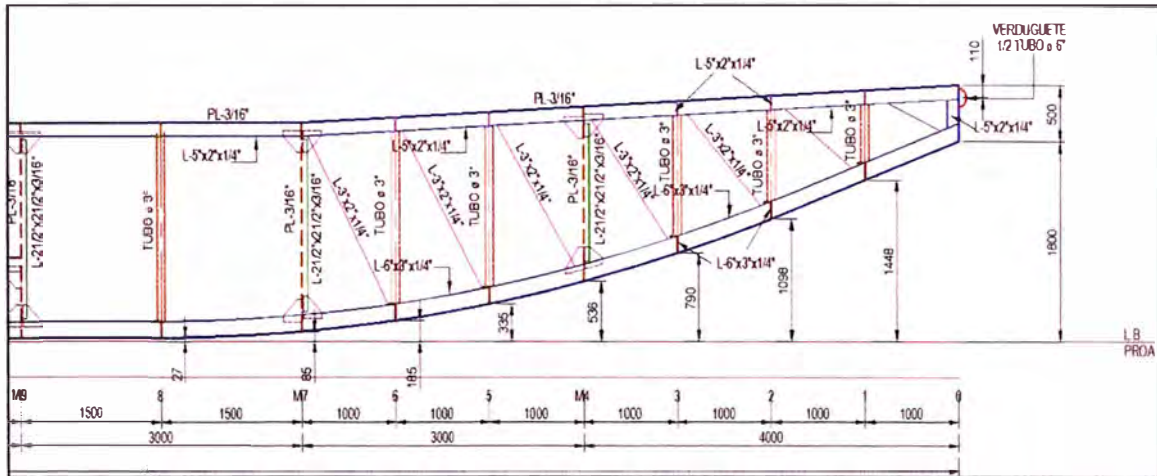 VERDUGUETE
1/2 TUBO ø 6"
110
L-5"x2"x1/4"
PL-3/16"
PL-3/16"
500
L-5"x2"x1/4"
L-5"x2"x1/4"
L-5"x2"x1/4"
L-5"x2"x1/4"
PL-3/16"
L-21/2"x21/2"x3/16"
TUBO ø 3"
PL-3/16"
L-21/2"x21/2"x3/16"
L-3"x2"x1/4"
TUBO ø 3"
L-3"x2"x1/4"
TUBO ø 3"
L-3"x2"x1/4"
PL-3/16"
L-21/2"x21/2"x3/16"
L-3"x2"x1/4"
TUBO ø 3"
L-3"x2"x1/4"
TUBO ø 3"
TUBO ø 3"
L-6"x3"x1/4"
L-6"x3"x1/4"
L-6"x3"x1/4"
27
85
185
335
536
790
1098
1448
1800
L.B
PROA
M9 8 M7 6 5 M4 3 2 1 0
1500 1500 1000 1000 1000 1000 1000 1000 1000
3000 3000 4000